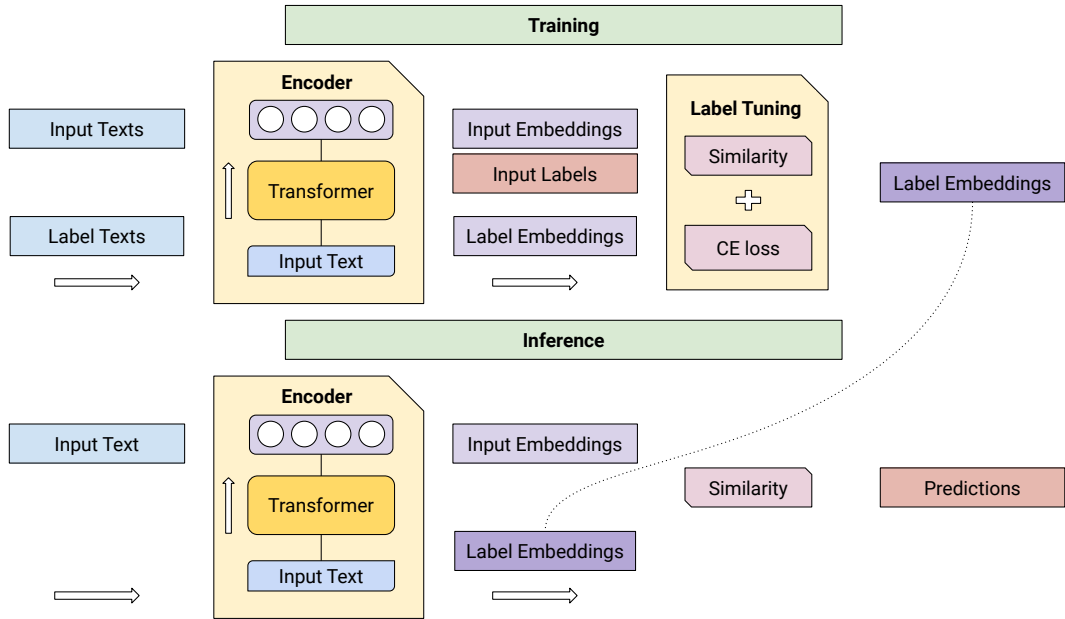 Training
Encoder
Label Tuning
Input Texts
Input Embeddings
Similarity
Transformer
Input Labels
Label Embeddings
Label Texts
Label Embeddings
CE loss
Input Text
Inference
Encoder
Input Text
Input Embeddings
Transformer
Similarity
Predictions
Label Embeddings
Input Text